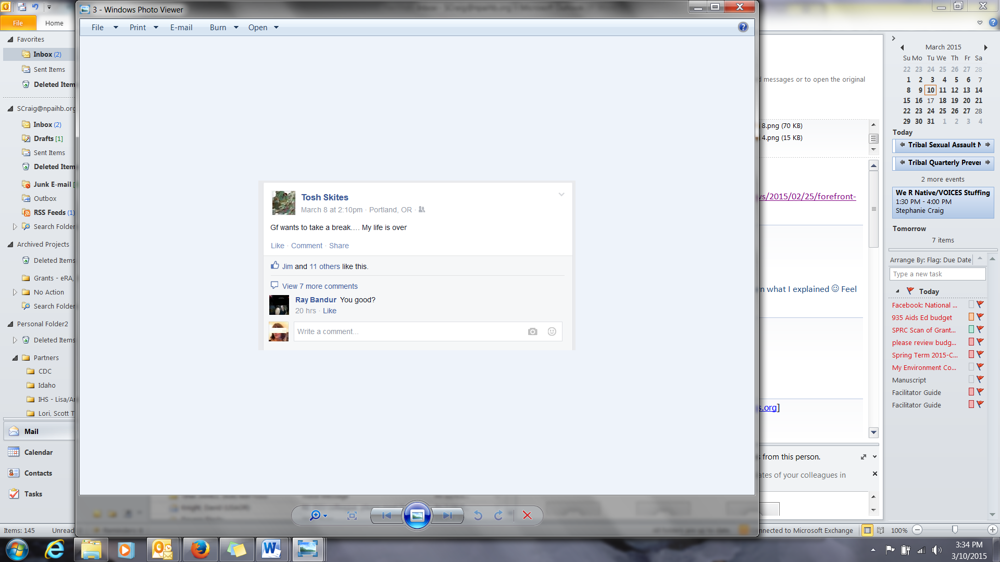 3 - Windows Photo Viewer
File Print E-mail Burn Open
File Home
Favorites
Inbox (2)
Sent Items
Deleted Item
SCraig@npaihb.org
Inbox (2)
Drafts [1]
Sent Items
Deleted Item
Junk E-mail [
Outbox
RSS Feeds (1)
Search Folder
Archived Projects
Deleted Items
Grants - eRA,
No Action
Search Folder
Personal Folder2
Deleted Items
Partners
CDC
Idaho
IHS - Lisa/A
Lori, Scott T
Mail
Calendar
Contacts
Tasks
Items: 145 Unread
Tosh Skites
March 8 at 2:10pm · Portland, OR ·
Gf wants to take a break.... My life is over
Like · Comment · Share
Jim and 11 others like this.
View 7 more comments
Ray Bandur You good?
20 hrs · Like
Write a comment...
d messages or to open the original
8.png (70 KB)
4.png (15 KB)
ws/2015/02/25/forefront-
n what I explained ☺ Feel
s.org]
s from this person.
ates of your colleagues in
onnected to Microsoft Exchange 100%
March 2015
Su Mo Tu We Th Fr Sa
22 23 24 25 26 27 28
1 2 3 4 5 6 7
8 9 10 11 12 13 14
15 16 17 18 19 20 21
22 23 24 25 26 27 28
29 30 31 1 2 3 4
Today
Tribal Sexual Assault N
Tribal Quarterly Preven
2 more events
We R Native/VOICES Stuffing
1:30 PM - 4:00 PM
Stephanie Craig
Tomorrow
7 items
Arrange By: Flag: Due Date
Type a new task
Today
Facebook: National ...
935 Aids Ed budget
SPRC Scan of Grant...
please review budg...
Spring Term 2015-C...
My Environment Co...
Manuscript
Facilitator Guide
Facilitator Guide
3:34 PM
3/10/2015